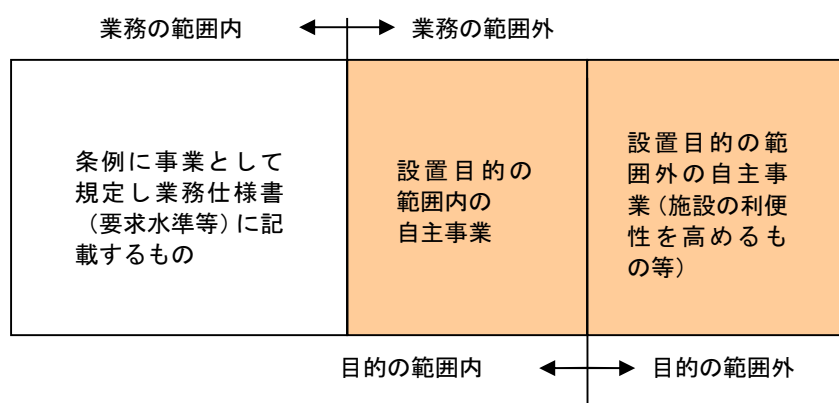 業務の範囲内
業務の範囲外
条例に事業として
規定し業務仕様書
（要求水準等）に記
載するもの
設置目的の
範囲内の
自主事業
設置目的の範
囲外の自主事
業（施設の利便
性を高めるも
の等）
目的の範囲内
目的の範囲外